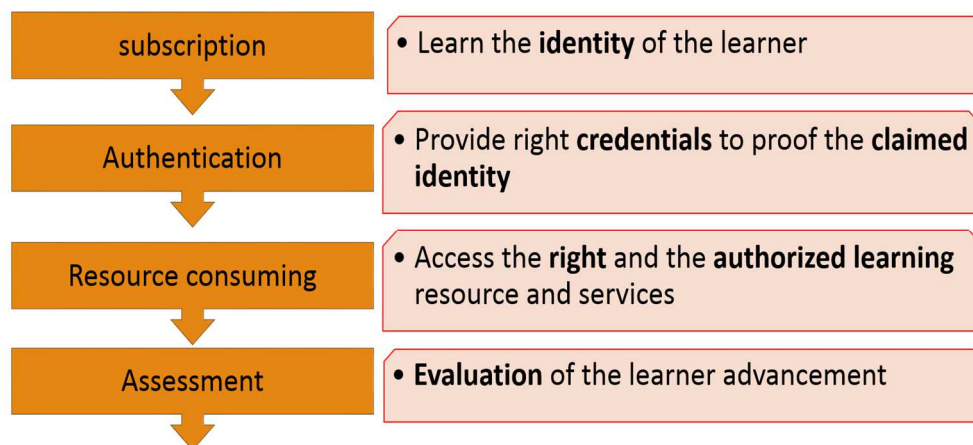 subscription
• Learn the identity of the learner
Authentication
• Provide right credentials to proof the claimed
identity
Resource consuming
• Access the right and the authorized learning
resource and services
Assessment
• Evaluation of the learner advancement